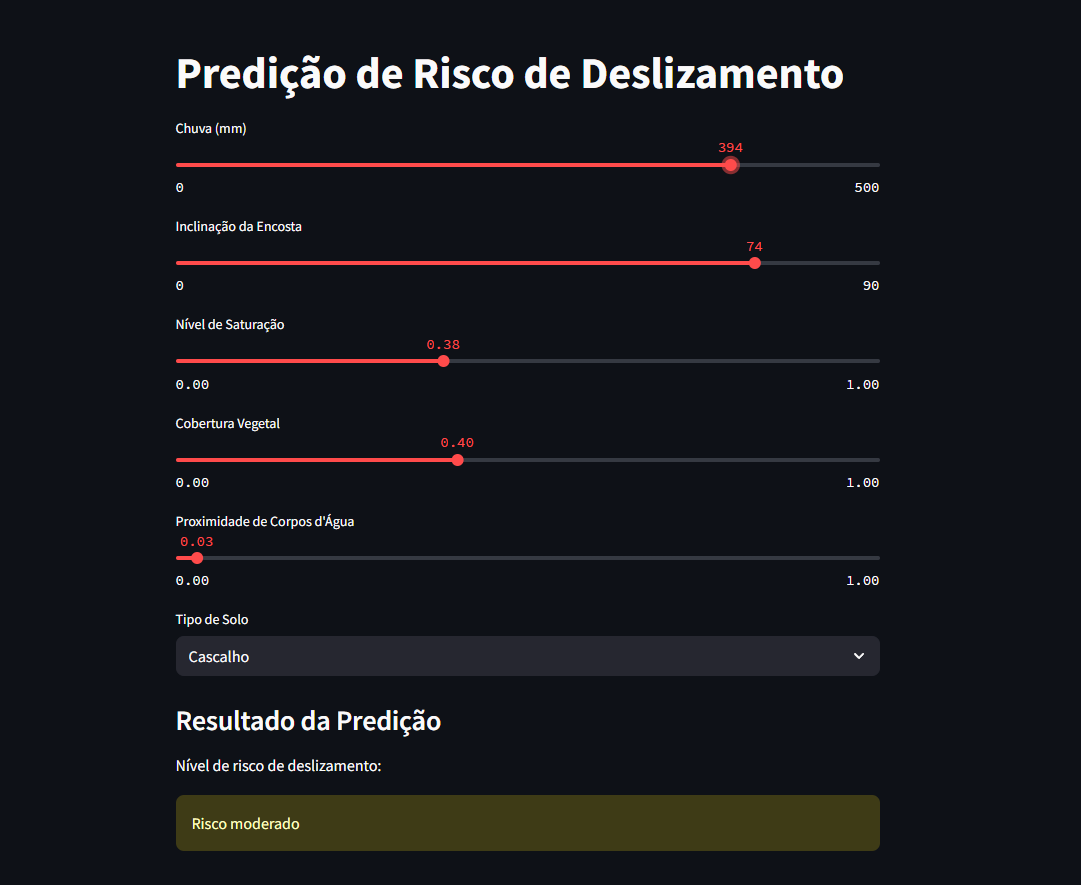 Predição de Risco de Deslizamento
Chuva (mm)
394
0 500
Inclinação da Encosta
74
0 90
Nível de Saturação
0.38
0.00 1.00
Cobertura Vegetal
0.40
0.00 1.00
Proximidade de Corpos d'Água
0.03
0.00 1.00
Tipo de Solo
Cascalho
Resultado da Predição
Nível de risco de deslizamento:
Risco moderado